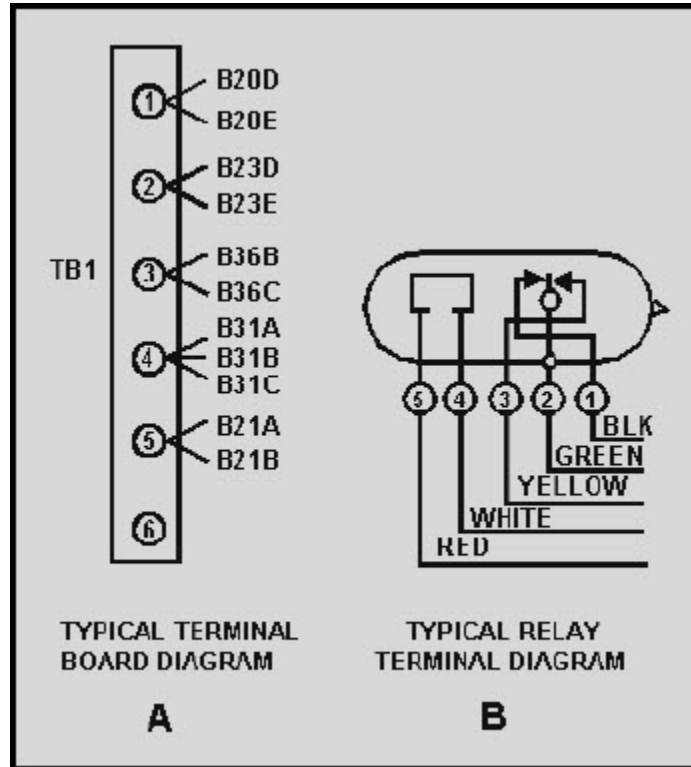 TB1
1
B20D
B20E
2
B23D
B23E
3
B36B
B36C
4
B31A
B31B
B31C
5
B21A
B21B
6
TYPICAL TERMINAL
BOARD DIAGRAM
A
5 4 3 2 1
BLK
GREEN
YELLOW
WHITE
RED
TYPICAL RELAY
TERMINAL DIAGRAM
B